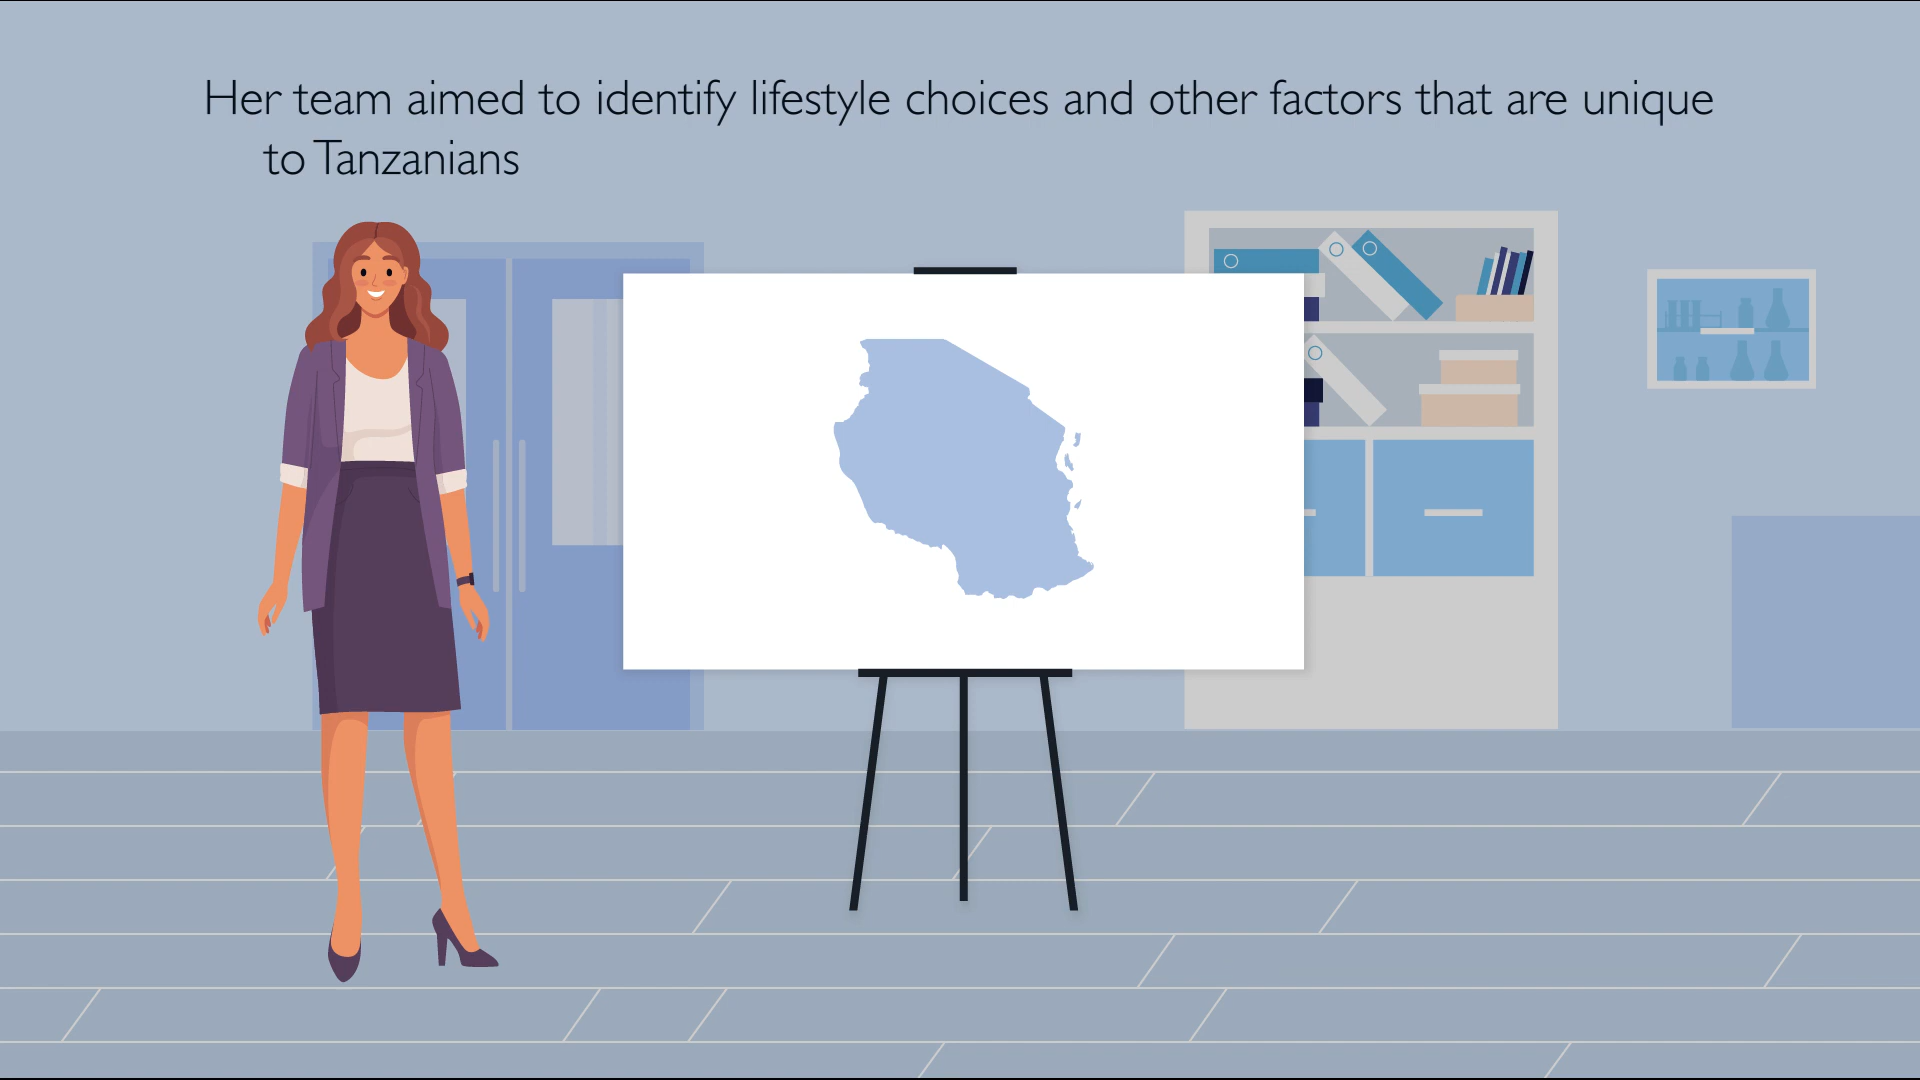 Her team aimed to identify lifestyle choices and other factors that are unique
to Tanzanians